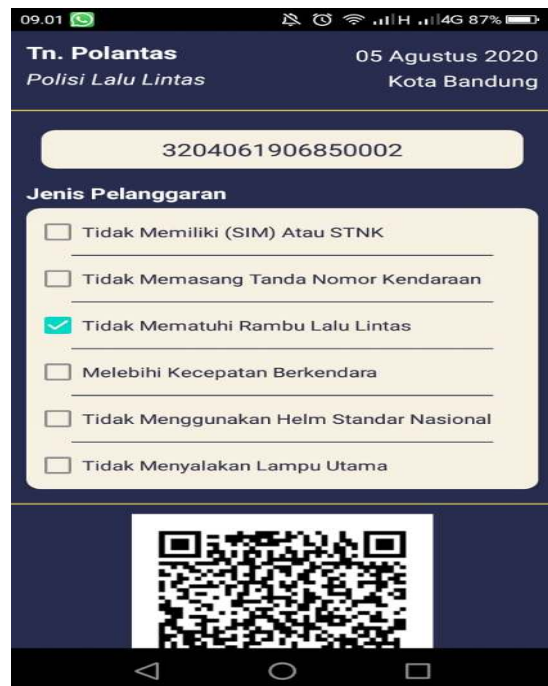 09.01 H 4G 87%
Tn. Polantas 05 Agustus 2020
Polisi Lalu Lintas Kota Bandung
3204061906850002
Jenis Pelanggaran
Tidak Memiliki (SIM) Atau STNK
Tidak Memasang Tanda Nomor Kendaraan
Tidak Mematuhi Rambu Lalu Lintas
Melebihi Kecepatan Berkendara
Tidak Menggunakan Helm Standar Nasional
Tidak Menyalakan Lampu Utama